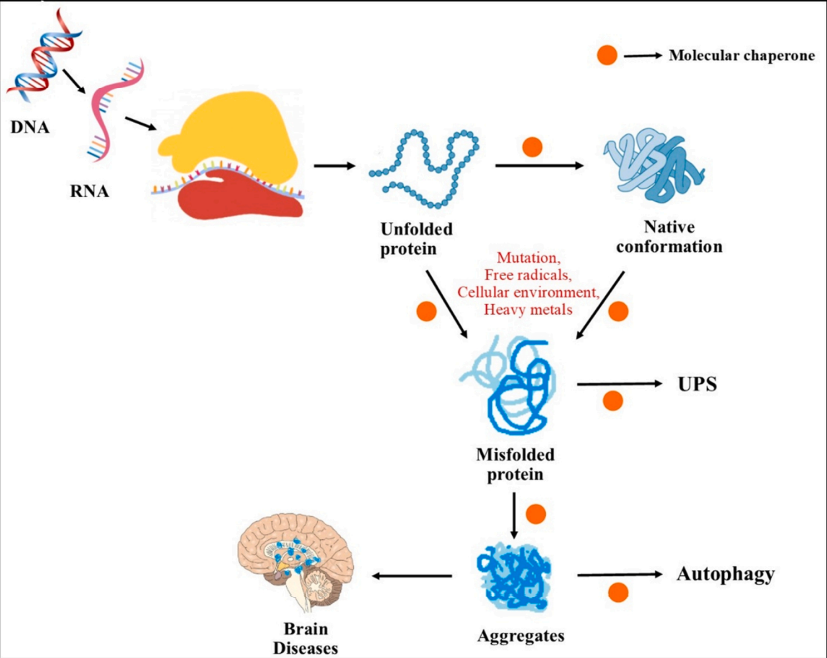 Molecular chaperone
DNA
RNA
Unfolded
protein
Native
conformation
Mutation,
Free radicals,
Cellular environment,
Heavy metals
UPS
Misfolded
protein
Autophagy
Brain
Diseases
Aggregates